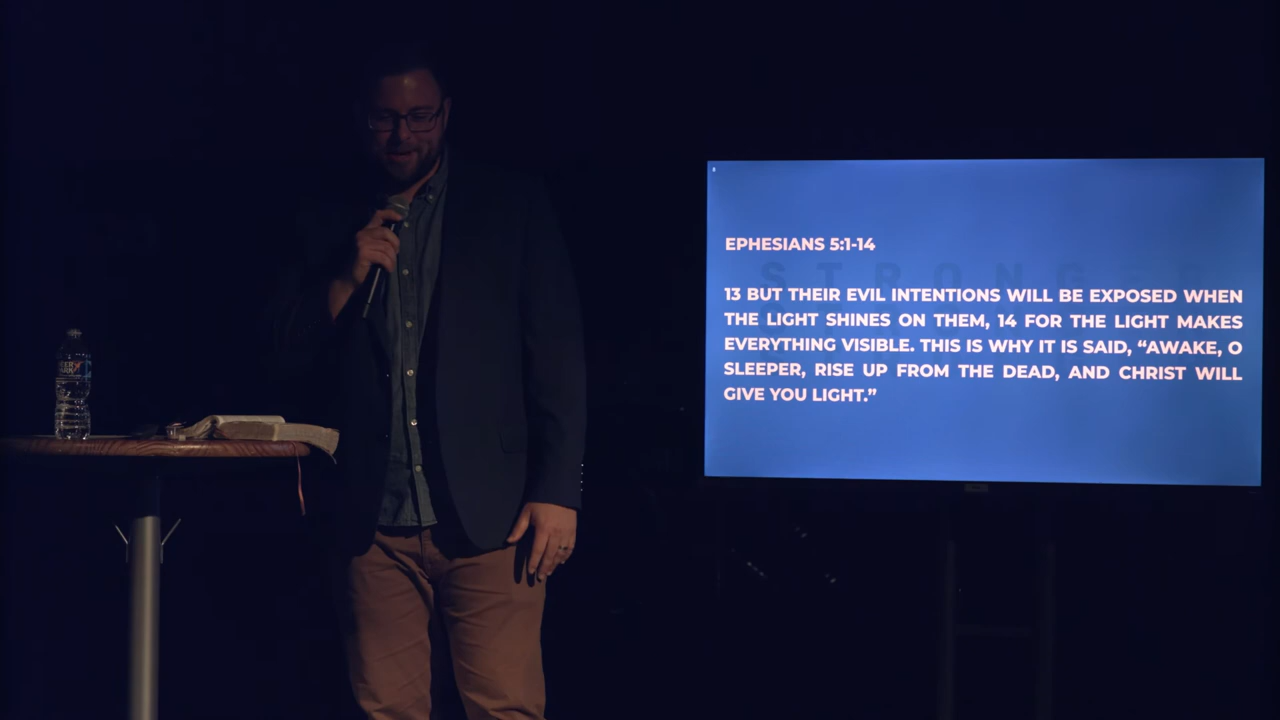 EPHESIANS 5:1-14
13 BUT THEIR EVIL INTENTIONS WILL BE EXPOSED WHEN
THE LIGHT SHINES ON THEM, 14 FOR THE LIGHT MAKES
EVERYTHING VISIBLE. THIS IS WHY IT IS SAID, “AWAKE, O
SLEEPER, RISE UP FROM THE DEAD, AND CHRIST WILL
GIVE YOU LIGHT.”